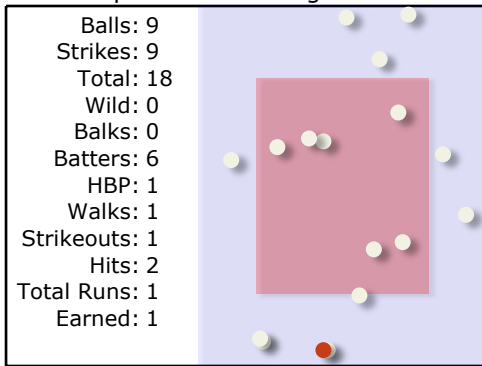 Balls: 9
Strikes: 9
Total: 18
Wild: 0
Balks: 0
Batters: 6
HBP: 1
Walks: 1
Strikeouts: 1
Hits: 2
Total Runs: 1
Earned: 1